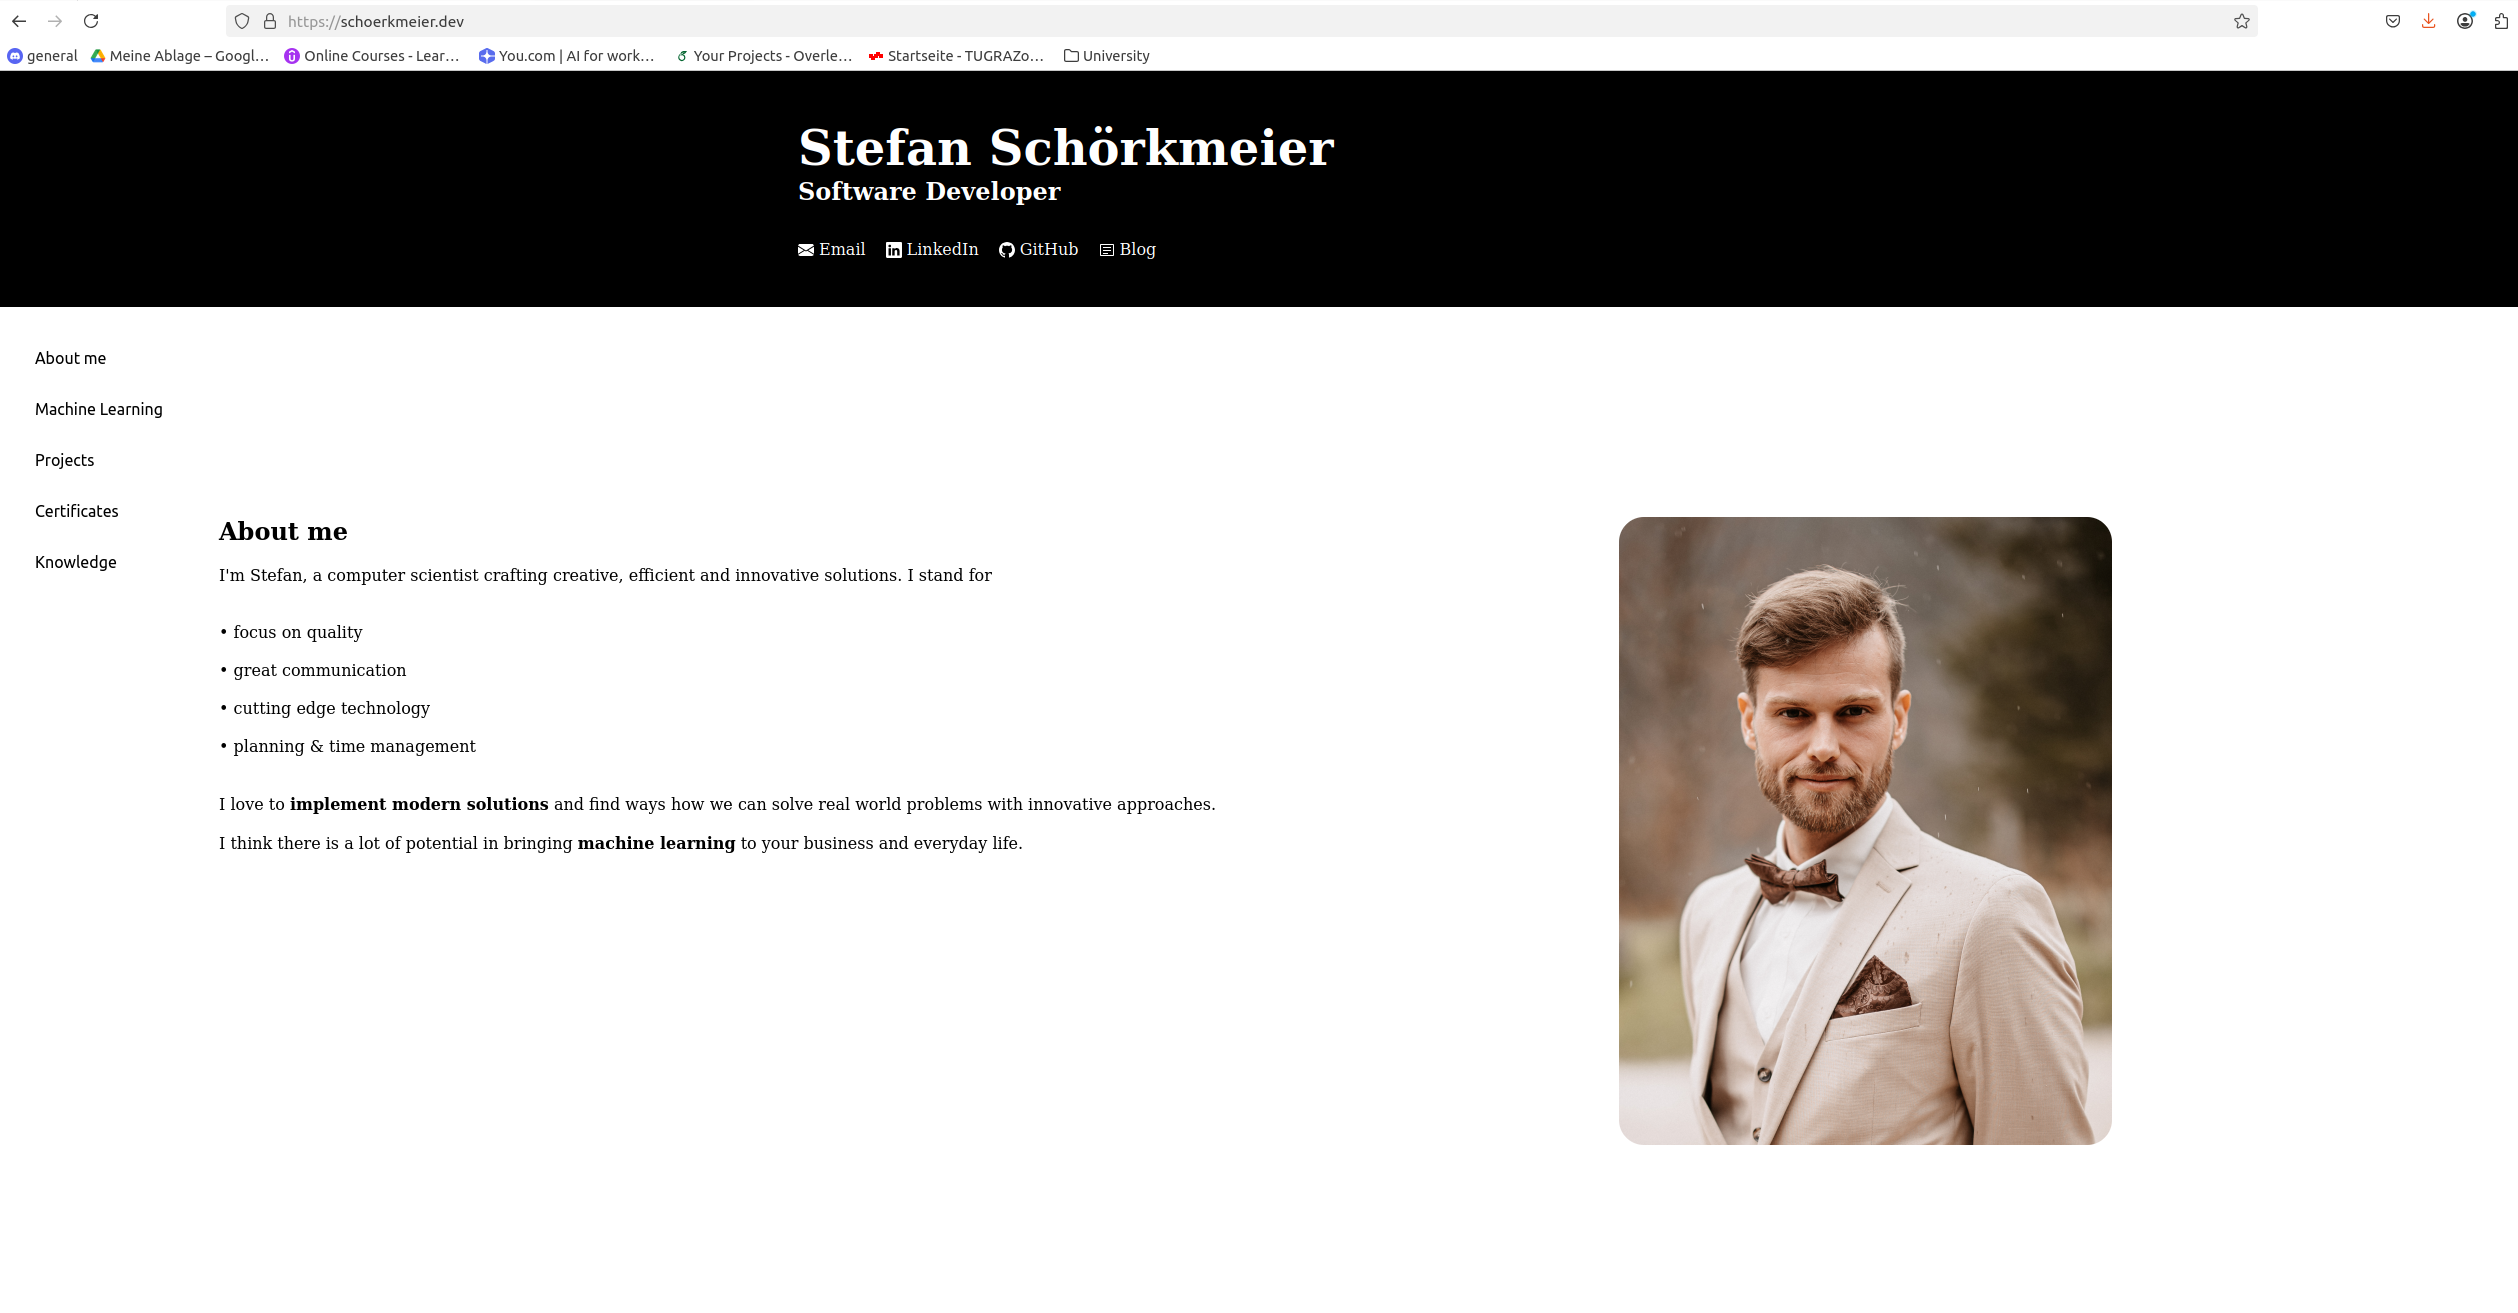 https://schoerkmeier.dev
general Meine Ablage – Googl… Online Courses - Lear… You.com | AI for work… Your Projects - Overle… Startseite - TUGRAZo… University
Stefan Schörkmeier
Software Developer
Email LinkedIn GitHub Blog
About me
Machine Learning
Projects
Certificates
Knowledge
About me
I'm Stefan, a computer scientist crafting creative, efficient and innovative solutions. I stand for
• focus on quality
• great communication
• cutting edge technology
• planning & time management
I love to implement modern solutions and find ways how we can solve real world problems with innovative approaches.
I think there is a lot of potential in bringing machine learning to your business and everyday life.